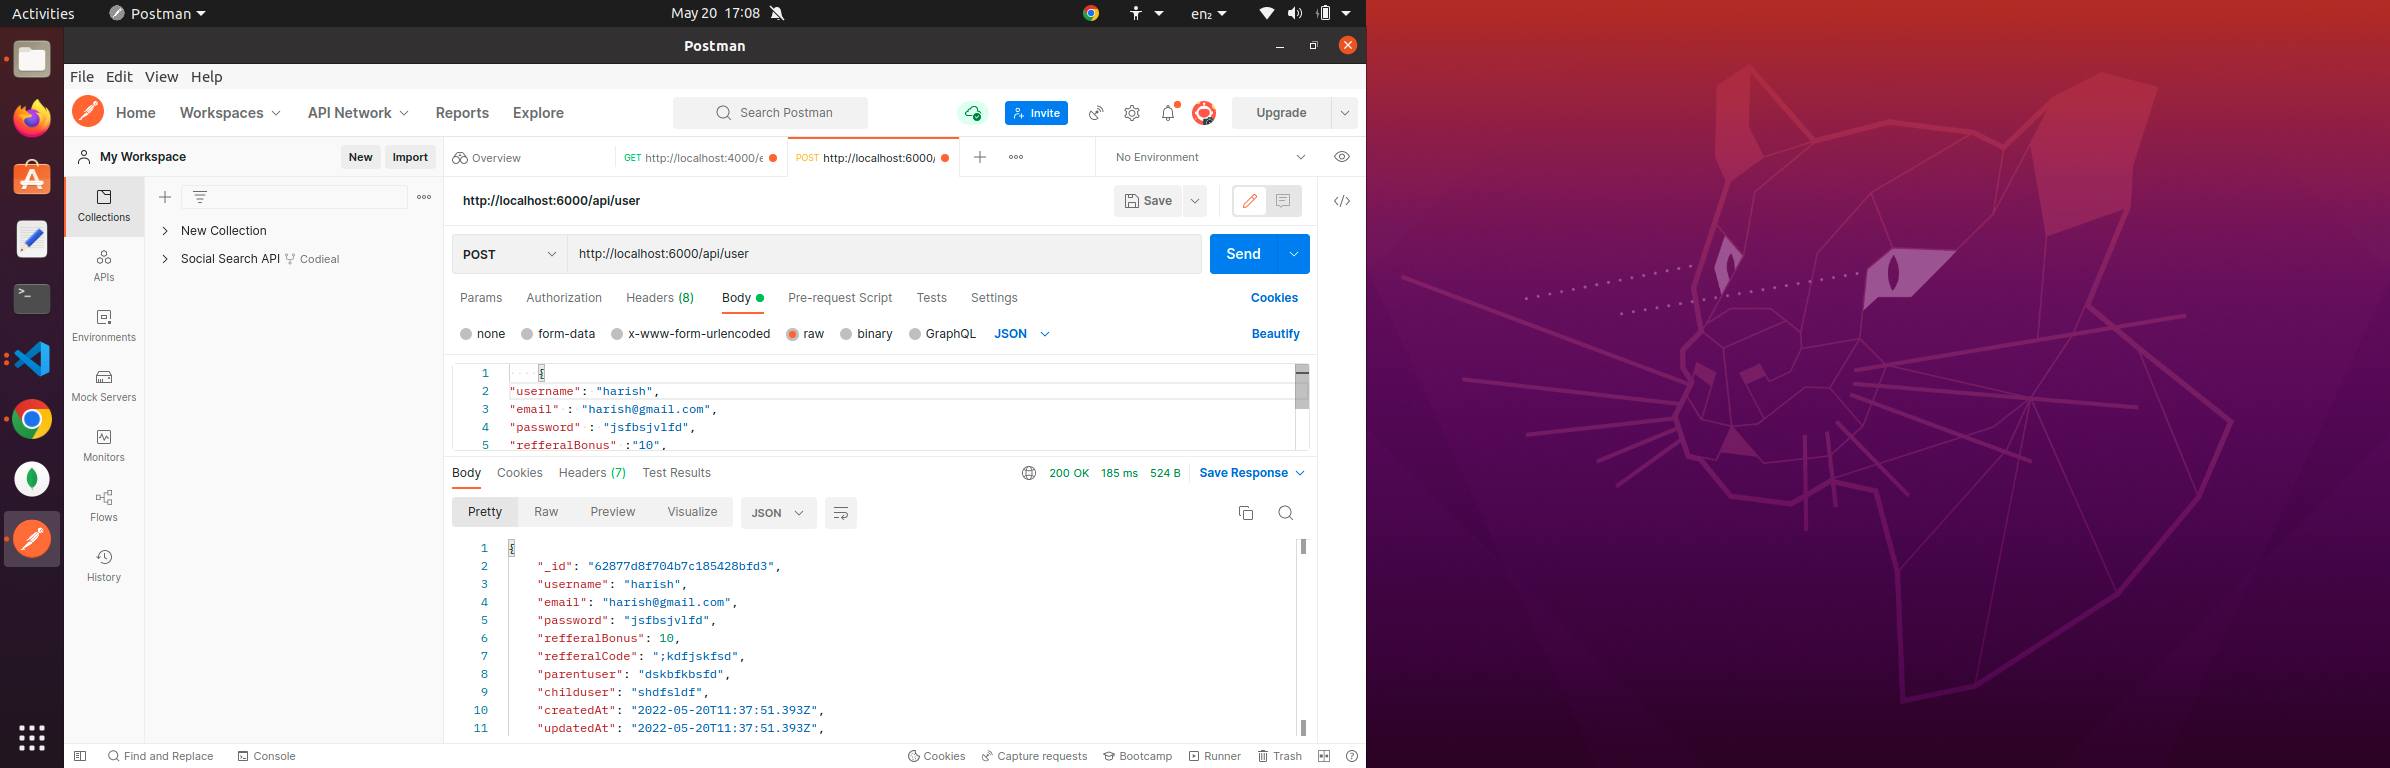 Activities Postman May 20 17:08 en₂
Postman
File Edit View Help
Home Workspaces API Network Reports Explore Search Postman Invite Upgrade
My Workspace New Import Overview GET http://localhost:4000/e POST http://localhost:6000/ No Environment
Collections
http://localhost:6000/api/user Save
New Collection
POST http://localhost:6000/api/user Send
Social Search API Codieal
APIs
Params Authorization Headers (8) Body Pre-request Script Tests Settings Cookies
Environments
none form-data x-www-form-urlencoded raw binary GraphQL JSON Beautify
1 {
2 "username": "harish",
Mock Servers
3 "email" : "harish@gmail.com",
4 "password" : "jsfbsjvlfd",
5 "refferalBonus" :"10",
Monitors
Body Cookies Headers (7) Test Results 200 OK 185 ms 524 B Save Response
Pretty Raw Preview Visualize JSON
Flows
1 {
2 "_id": "62877d8f704b7c185428bfd3",
History
3 "username": "harish",
4 "email": "harish@gmail.com",
5 "password": "jsfbsjvlfd",
6 "refferalBonus": 10,
7 "refferalCode": ";kdfjskfsd",
8 "parentuser": "dskbfkbsfd",
9 "childuser": "shdfsldf",
10 "createdAt": "2022-05-20T11:37:51.393Z",
11 "updatedAt": "2022-05-20T11:37:51.393Z",
Find and Replace Console Cookies Capture requests Bootcamp Runner Trash